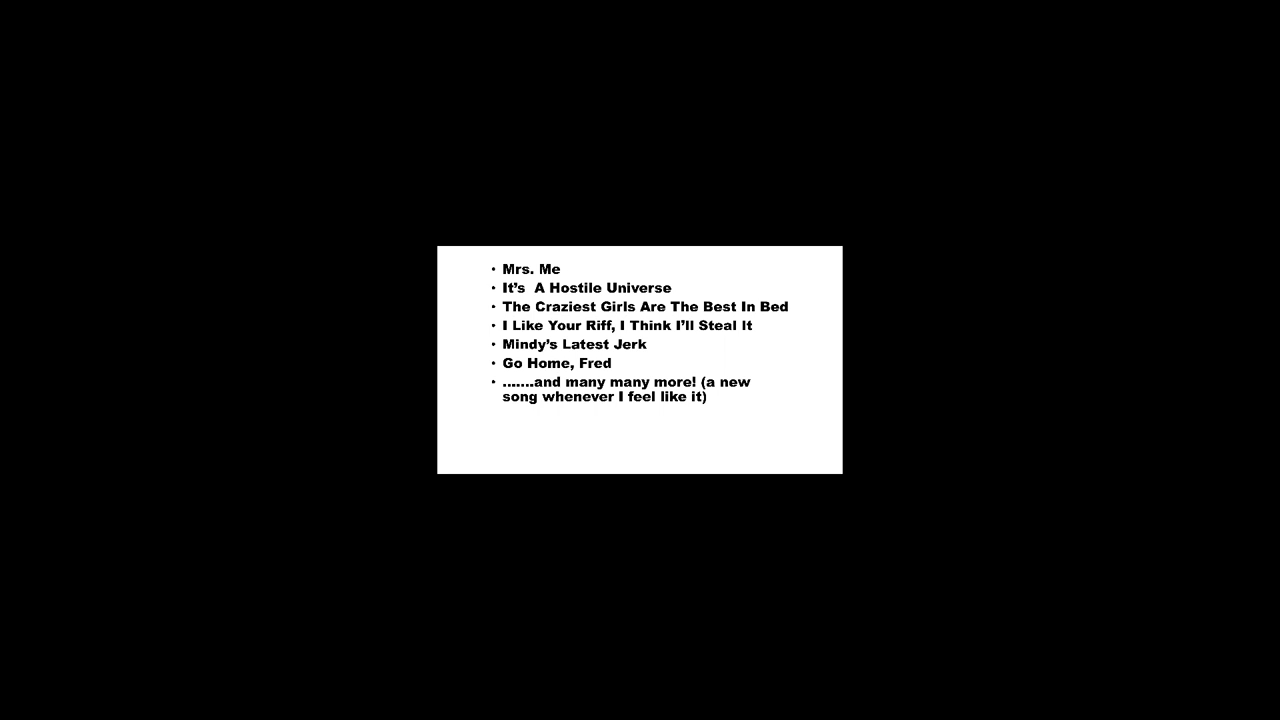 • Mrs. Me
• It’s  A Hostile Universe
• The Craziest Girls Are The Best In Bed
• I Like Your Riff, I Think I’ll Steal It
• Mindy’s Latest Jerk
• Go Home, Fred
• …….and many many more! (a new
song whenever I feel like it)